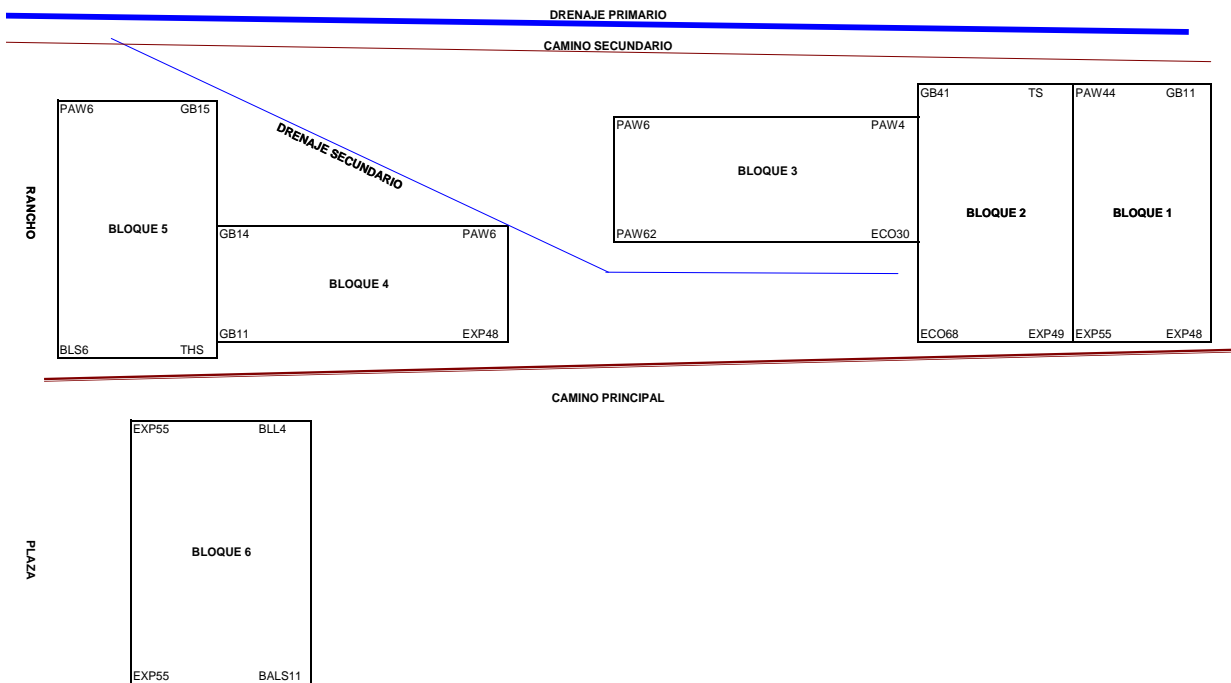 DRENAJE PRIMARIO
CAMINO SECUNDARIO
GB41 TS PAW44 GB11
PAW6 GB15
PAW6 PAW4
DRENAJE SECUNDARIO
BLOQUE 3
RANCHO
BLOQUE 2 BLOQUE 1
BLOQUE 5
GB14 PAW6
PAW62 ECO30
BLOQUE 4
GB11 EXP48
ECO68 EXP49 EXP55 EXP48
BLS6 THS
CAMINO PRINCIPAL
EXP55 BLL4
PLAZA
BLOQUE 6
EXP55 BALS11